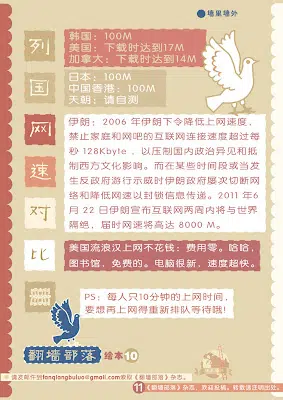 墙里墙外
列国网速对比
韩国：100M
美国：下载时达到17M
加拿大：下载时达到14M
日本：100M
中国香港：100M
天朝：请自测
伊朗：2006 年伊朗下令降低上网速度，
禁止家庭和网吧的互联网连接速度超过每
秒 128Kbyte ，以压制国内政治异见和抵
制西方文化影响。而在某些时间段或当发
生反政府游行示威时伊朗政府屡次切断网
络和降低网速以封锁信息传递。2011 年6
月 22 日伊朗宣布互联网两周内将与世界
隔绝，届时网速将高达 8000 M。
美国流浪汉上网不花钱：费用零。哈哈，
图书馆，免费的。电脑很新，速度超快。
PS：每人只10分钟的上网时间，
要想再上网得重新排队等待哦！
翻墙部落 绘本10
请发邮件到fanqiangbuluo@gmail.com索取《翻墙部落》杂志。
11 《翻墙部落》杂志，欢迎投稿。转载请注明出处。